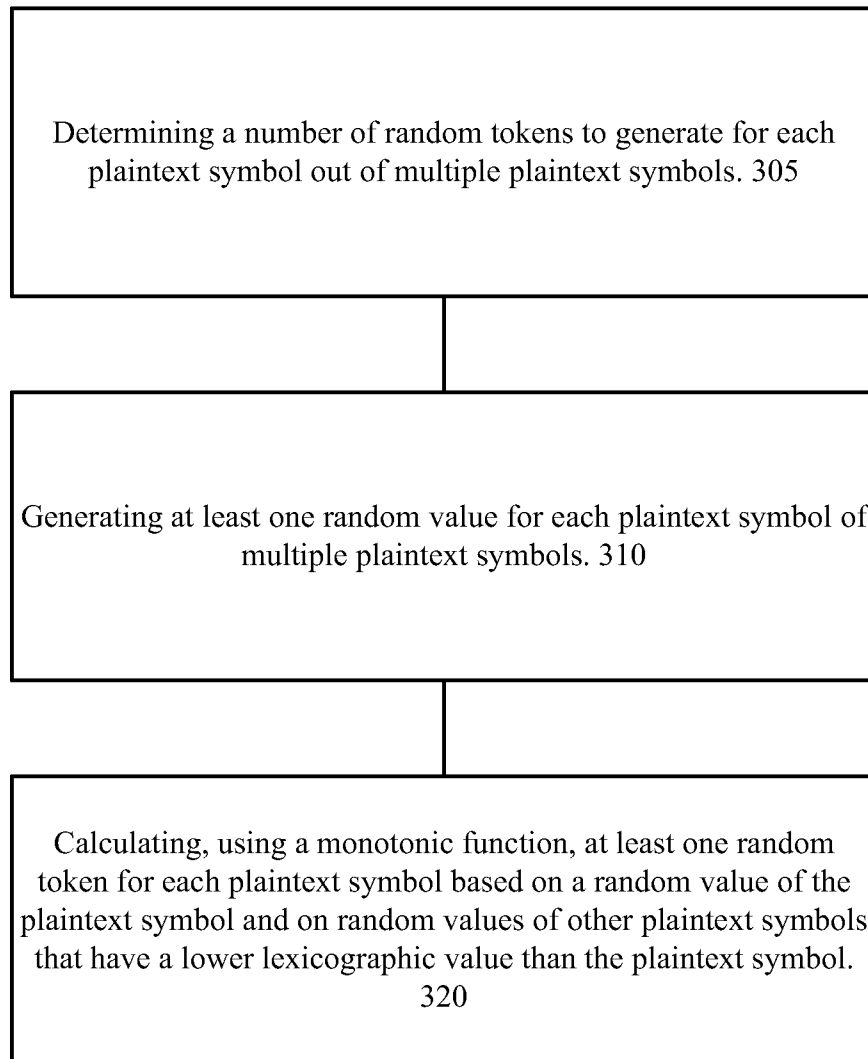 Determining a number of random tokens to generate for each
plaintext symbol out of multiple plaintext symbols. 305
Generating at least one random value for each plaintext symbol of
multiple plaintext symbols. 310
Calculating, using a monotonic function, at least one random
token for each plaintext symbol based on a random value of the
plaintext symbol and on random values of other plaintext symbols
that have a lower lexicographic value than the plaintext symbol.
320